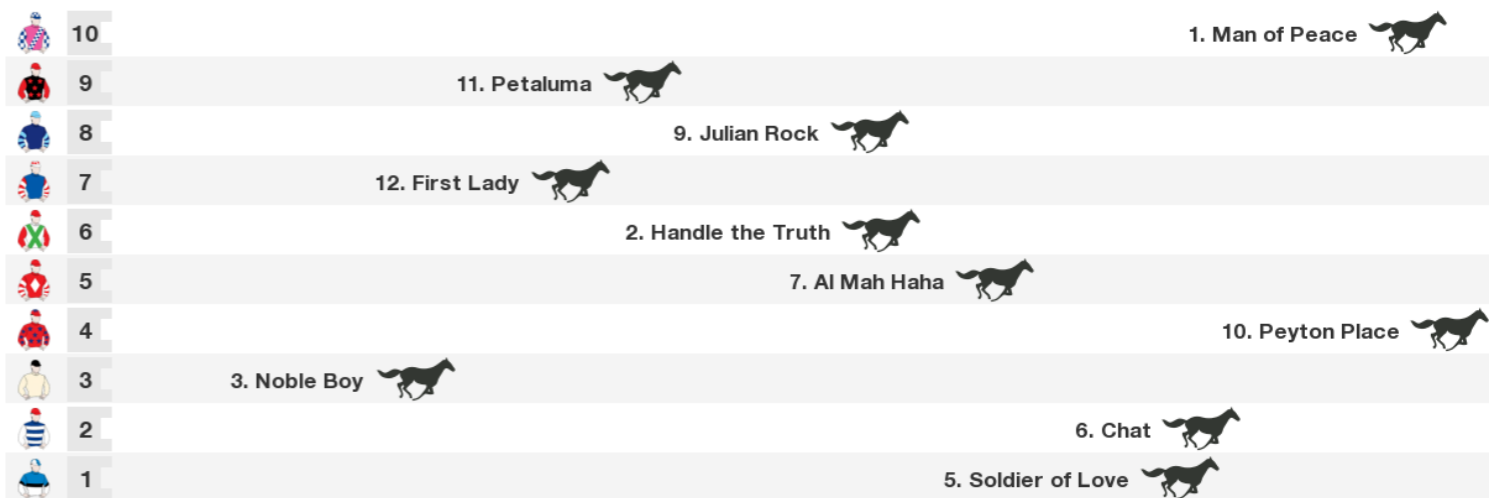 10 1. Man of Peace
9 11. Petaluma
8 9. Julian Rock
7 12. First Lady
6 2. Handle the Truth
5 7. Al Mah Haha
4 10. Peyton Place
3 3. Noble Boy
2 6. Chat
1 5. Soldier of Love